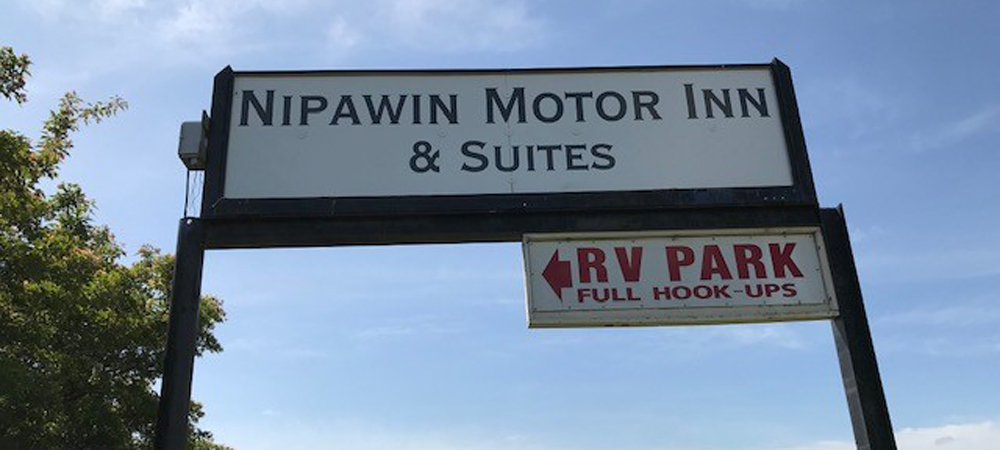 NIPAWIN MOTOR INN
& SUITES
RV PARK
FULL HOOK-UPS